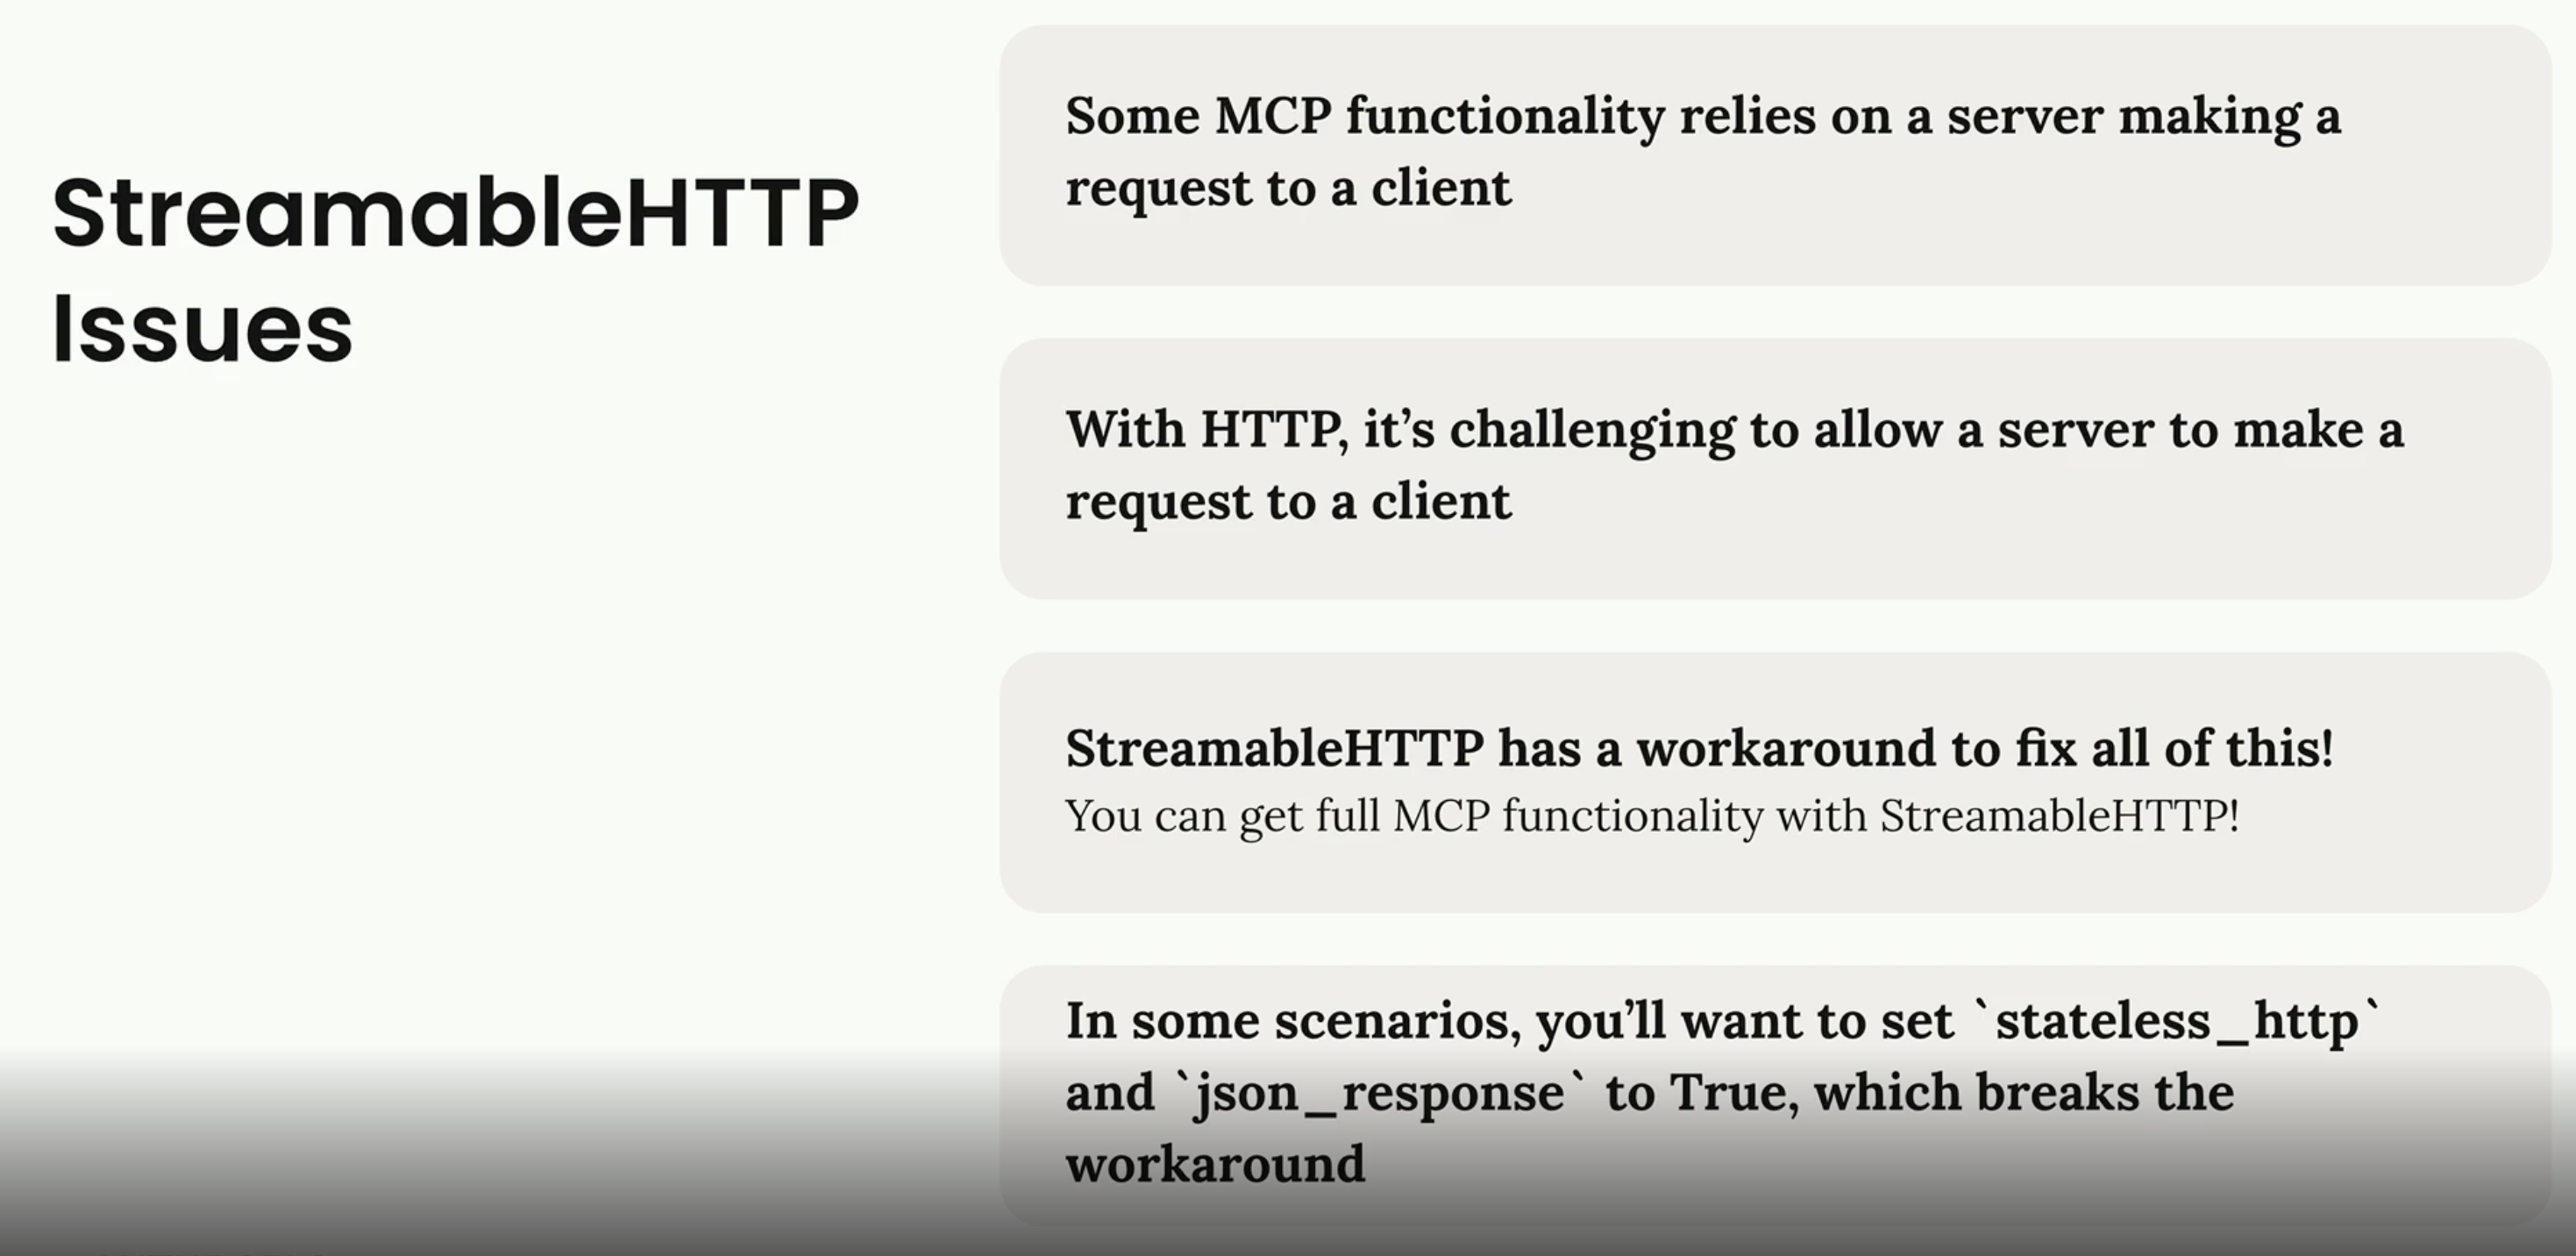 StreamableHTTP
Issues
Some MCP functionality relies on a server making a
request to a client
With HTTP, it’s challenging to allow a server to make a
request to a client
StreamableHTTP has a workaround to fix all of this!
You can get full MCP functionality with StreamableHTTP!
In some scenarios, you’ll want to set `stateless_http`
and `json_response` to True, which breaks the
workaround